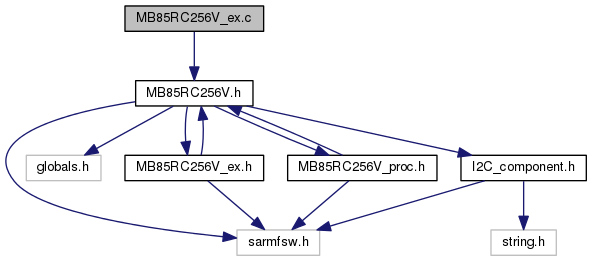 MB85RC256V_ex.c
MB85RC256V.h
globals.h
MB85RC256V_ex.h
MB85RC256V_proc.h
I2C_component.h
sarmfsw.h
string.h